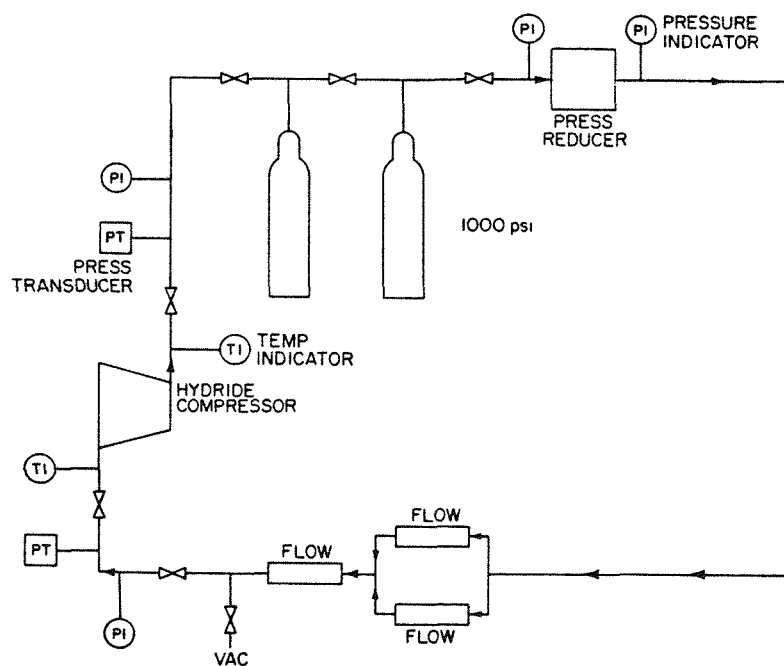 PI
PI
PRESSURE
INDICATOR
PRESS
REDUCER
PI
1000 psi
PT
PRESS
TRANSDUCER
TI
TEMP
INDICATOR
HYDRIDE
COMPRESSOR
TI
FLOW
PT
FLOW
PI
FLOW
VAC